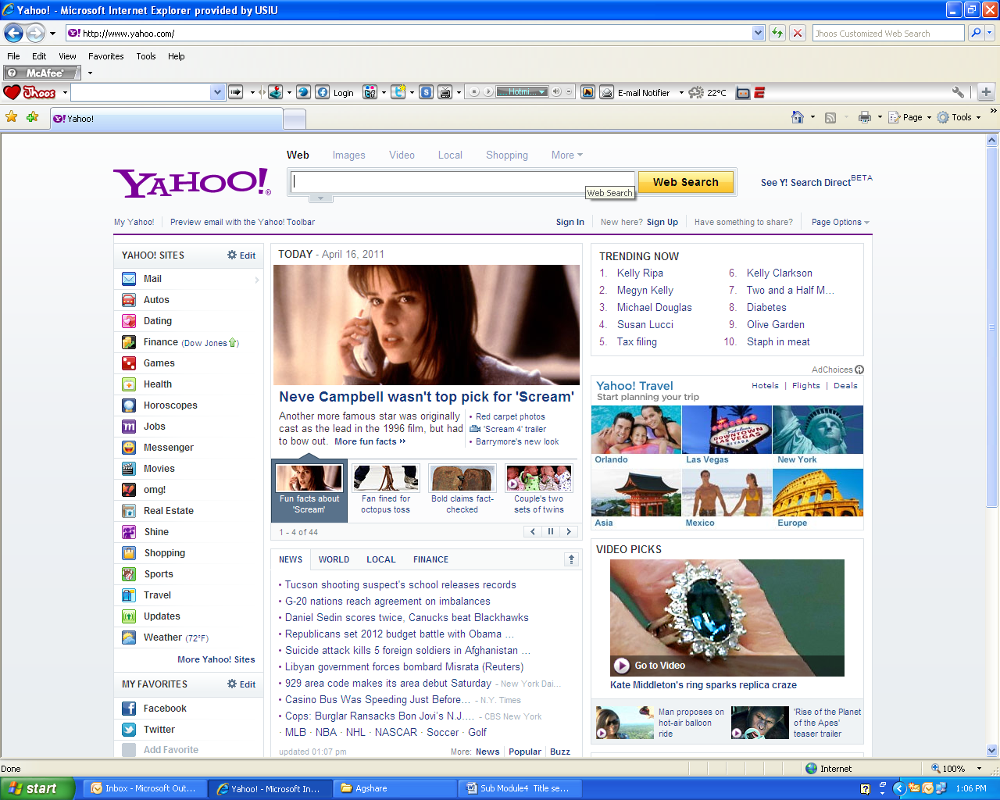 Yahoo! - Microsoft Internet Explorer provided by USIU
http://www.yahoo.com/
Jhoos Customized Web Search
File Edit View Favorites Tools Help
McAfee
Jhoos
Login
Hotmi...
E-mail Notifier
22°C
Yahoo!
Page
Tools
Web Images Video Local Shopping More
YAHOO!®
Web Search
Web Search
See Y! Search Direct BETA
My Yahoo! Preview email with the Yahoo! Toolbar
Sign In New here? Sign Up Have something to share? Page Options
YAHOO! SITES Edit
Mail
Autos
Dating
Finance (Dow Jones)
Games
Health
Horoscopes
Jobs
Messenger
Movies
omg!
Real Estate
Shine
Shopping
Sports
Travel
Updates
Weather (72°F)
More Yahoo! Sites
MY FAVORITES Edit
Facebook
Twitter
Add Favorite
TODAY - April 16, 2011
Neve Campbell wasn't top pick for 'Scream'
Another more famous star was originally
cast as the lead in the 1996 film, but had
to bow out. More fun facts »
• Red carpet photos
'Scream 4' trailer
• Barrymore's new look
Fun facts about
'Scream'
Fan fined for
octopus toss
Bold claims fact-
checked
Couple's two
sets of twins
1 - 4 of 44
NEWS WORLD LOCAL FINANCE
• Tucson shooting suspect's school releases records
• G-20 nations reach agreement on imbalances
• Daniel Sedin scores twice, Canucks beat Blackhawks
• Republicans set 2012 budget battle with Obama ...
• Suicide attack kills 5 foreign soldiers in Afghanistan ...
• Libyan government forces bombard Misrata (Reuters)
• 929 area code makes its area debut Saturday - New York Dai...
• Casino Bus Was Speeding Just Before... - N.Y. Times
• Cops: Burglar Ransacks Bon Jovi's N.J.... - CBS New York
· MLB · NBA · NHL · NASCAR · Soccer · Golf
updated 01:07 pm
More: News | Popular | Buzz
TRENDING NOW
1. Kelly Ripa
2. Megyn Kelly
3. Michael Douglas
4. Susan Lucci
5. Tax filing
6. Kelly Clarkson
7. Two and a Half M...
8. Diabetes
9. Olive Garden
10. Staph in meat
AdChoices
Yahoo! Travel
Hotels | Flights | Deals
Start planning your trip
Fabulous
DOWNTOWN
LAS VEGAS
NEVADA
Orlando Las Vegas New York
Asia Mexico Europe
VIDEO PICKS
Go to Video
Kate Middleton's ring sparks replica craze
Man proposes on
hot-air balloon
ride
'Rise of the Planet
of the Apes'
teaser trailer
Done
Internet
100%
start
Inbox - Microsoft Out...
Yahoo! - Microsoft In...
Agshare
Sub Module4 Title se...
1:06 PM